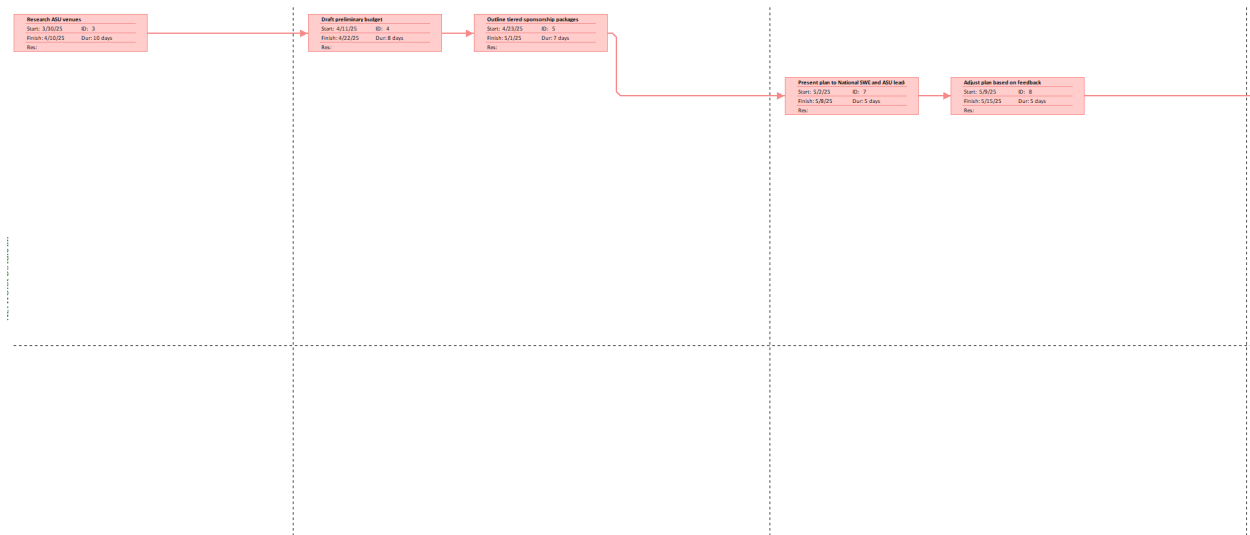 Research ASU venues
Start: 3/30/25 ID: 3
Finish: 4/10/25 Dur: 10 days
Res:
Draft preliminary budget
Start: 4/11/25 ID: 4
Finish: 4/22/25 Dur: 8 days
Res:
Outline tiered sponsorship packages
Start: 4/23/25 ID: 5
Finish: 5/1/25 Dur: 7 days
Res:
Present plan to National SWE and ASU lead
Start: 5/2/25 ID: 7
Finish: 5/8/25 Dur: 5 days
Res:
Adjust plan based on feedback
Start: 5/9/25 ID: 8
Finish: 5/15/25 Dur: 5 days
Res: